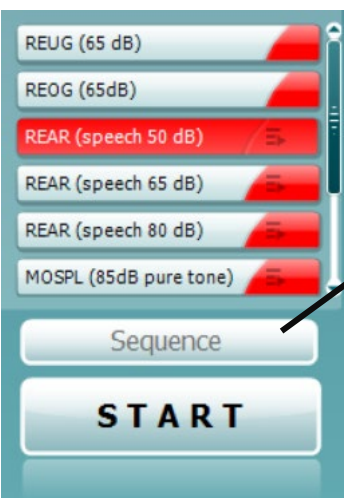 REUG (65 dB)
REOG (65dB)
REAR (speech 50 dB)
REAR (speech 65 dB)
REAR (speech 80 dB)
MOSPL (85dB pure tone)
Sequence
START